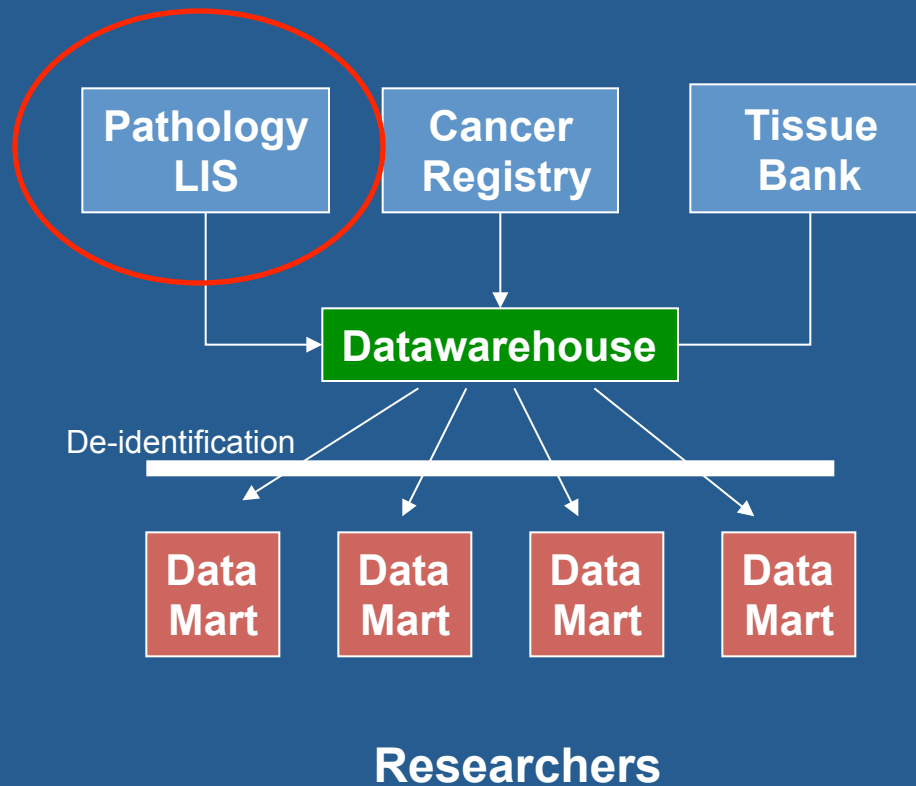 Pathology
LIS
Cancer
Registry
Tissue
Bank
Datawarehouse
De-identification
Data
Mart
Data
Mart
Data
Mart
Data
Mart
Researchers